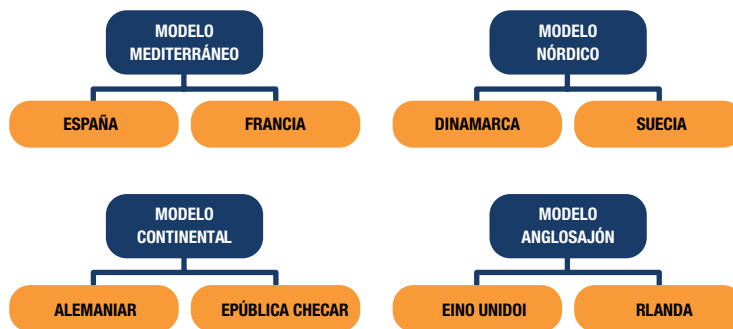 MODELO
MEDITERRÁNEO
MODELO
NÓRDICO
ESPAÑA
FRANCIA
DINAMARCA
SUECIA
MODELO
CONTINENTAL
MODELO
ANGLOSAJÓN
ALEMANIAR
EPÚBLICA CHECAR
EINO UNIDOI
RLANDA